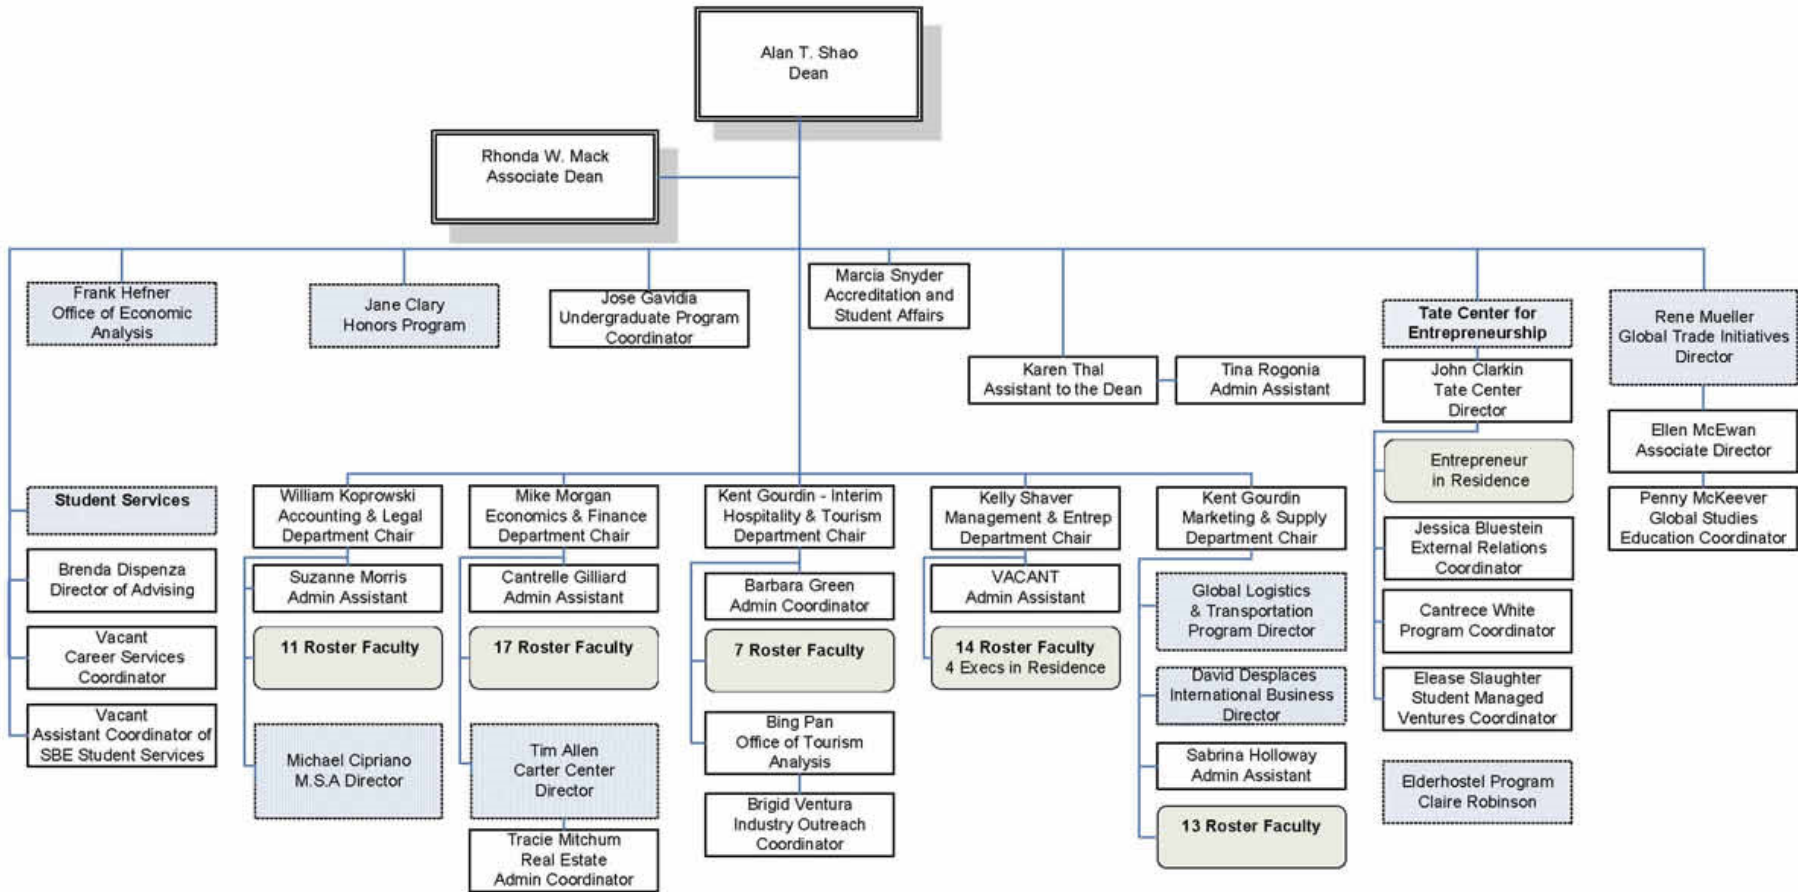 Alan T. Shao
Dean
Rhonda W. Mack
Associate Dean
Frank Hefner
Office of Economic
Analysis
Jane Clary
Honors Program
Jose Gavidia
Undergraduate Program
Coordinator
Marcia Snyder
Accreditation and
Student Affairs
Karen Thal
Assistant to the Dean
Tina Rogonia
Admin Assistant
Tate Center for
Entrepreneurship
John Clarkin
Tate Center
Director
Entrepreneur
in Residence
Jessica Bluestein
External Relations
Coordinator
Cantrece White
Program Coordinator
Elease Slaughter
Student Managed
Ventures Coordinator
Elderhostel Program
Claire Robinson
Rene Mueller
Global Trade Initiatives
Director
Ellen McEwan
Associate Director
Penny McKeever
Global Studies
Education Coordinator
Student Services
Brenda Dispenza
Director of Advising
Vacant
Career Services
Coordinator
Vacant
Assistant Coordinator of
SBE Student Services
William Koprowski
Accounting & Legal
Department Chair
Suzanne Morris
Admin Assistant
11 Roster Faculty
Michael Cipriano
M.S.A Director
Mike Morgan
Economics & Finance
Department Chair
Cantrelle Gilliard
Admin Assistant
17 Roster Faculty
Tim Allen
Carter Center
Director
Tracie Mitchum
Real Estate
Admin Coordinator
Kent Gourdin - Interim
Hospitality & Tourism
Department Chair
Barbara Green
Admin Coordinator
7 Roster Faculty
Bing Pan
Office of Tourism
Analysis
Brigid Ventura
Industry Outreach
Coordinator
Kelly Shaver
Management & Entrep
Department Chair
VACANT
Admin Assistant
14 Roster Faculty
4 Execs in Residence
Kent Gourdin
Marketing & Supply
Department Chair
Global Logistics
& Transportation
Program Director
David Desplaces
International Business
Director
Sabrina Holloway
Admin Assistant
13 Roster Faculty